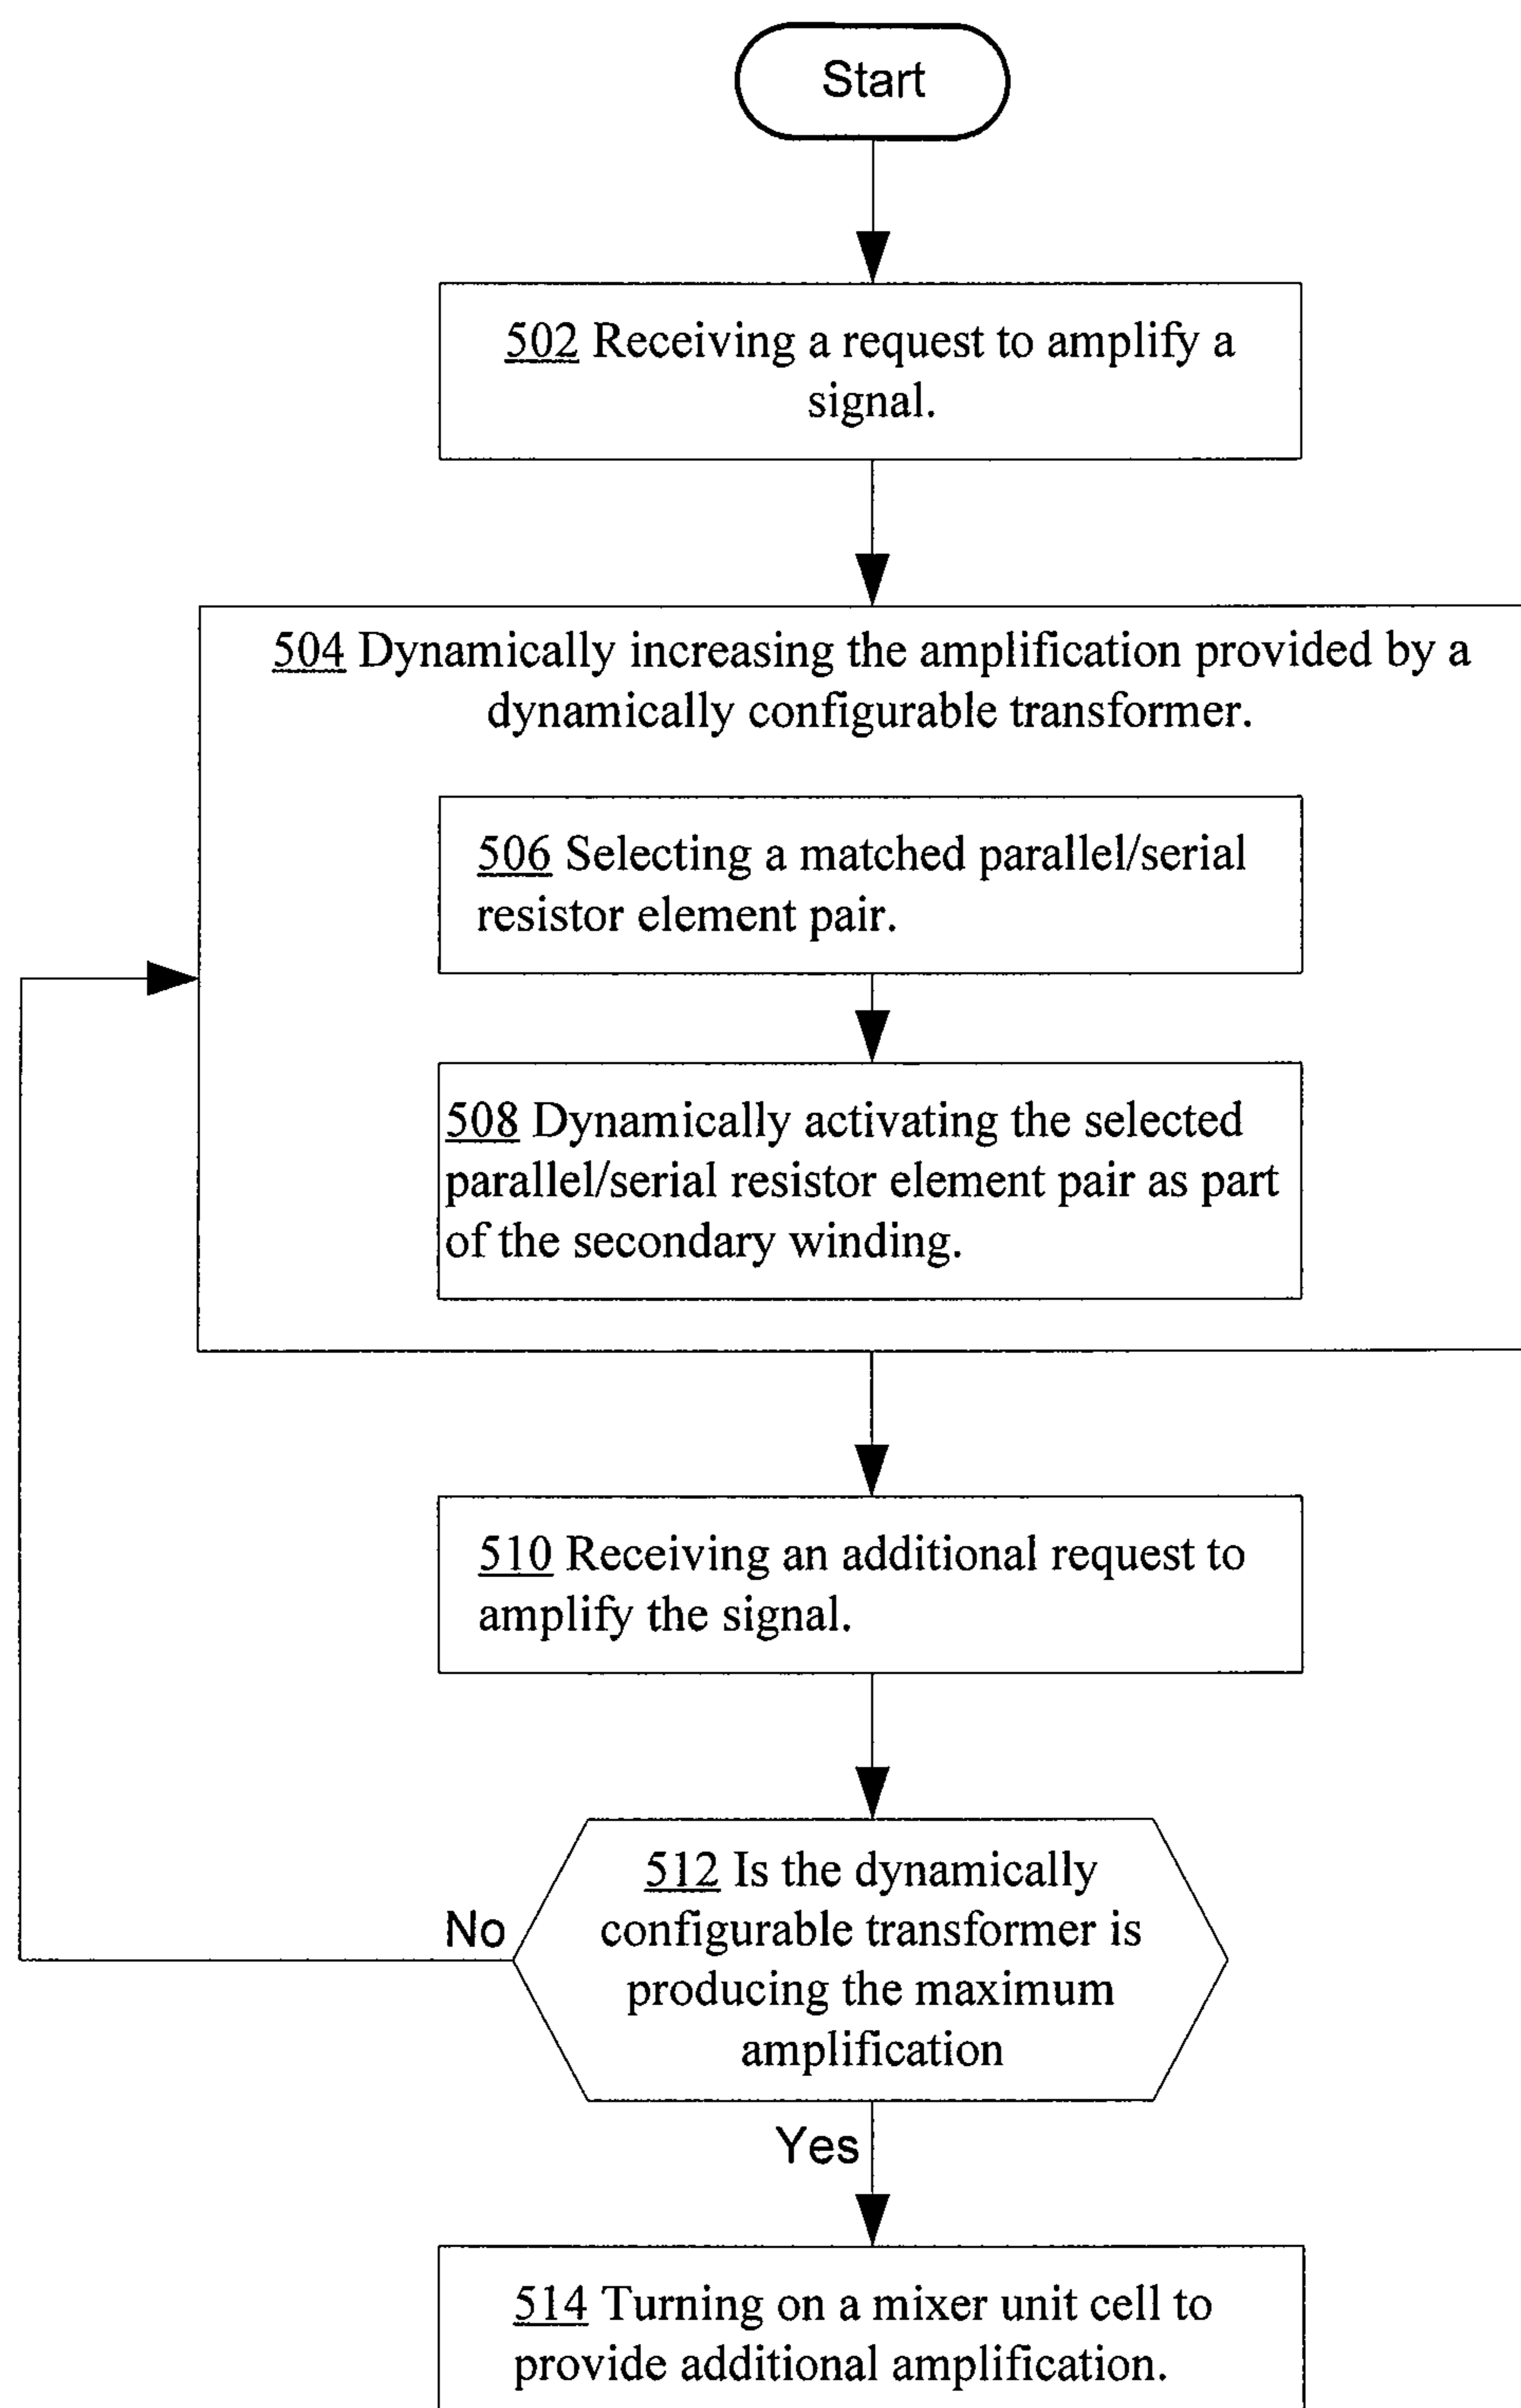 Start
502 Receiving a request to amplify a
signal.
504 Dynamically increasing the amplification provided by a
dynamically configurable transformer.
506 Selecting a matched parallel/serial
resistor element pair.
508 Dynamically activating the selected
parallel/serial resistor element pair as part
of the secondary winding.
510 Receiving an additional request to
amplify the signal.
512 Is the dynamically
configurable transformer is
producing the maximum
amplification
No
Yes
514 Turning on a mixer unit cell to
provide additional amplification.